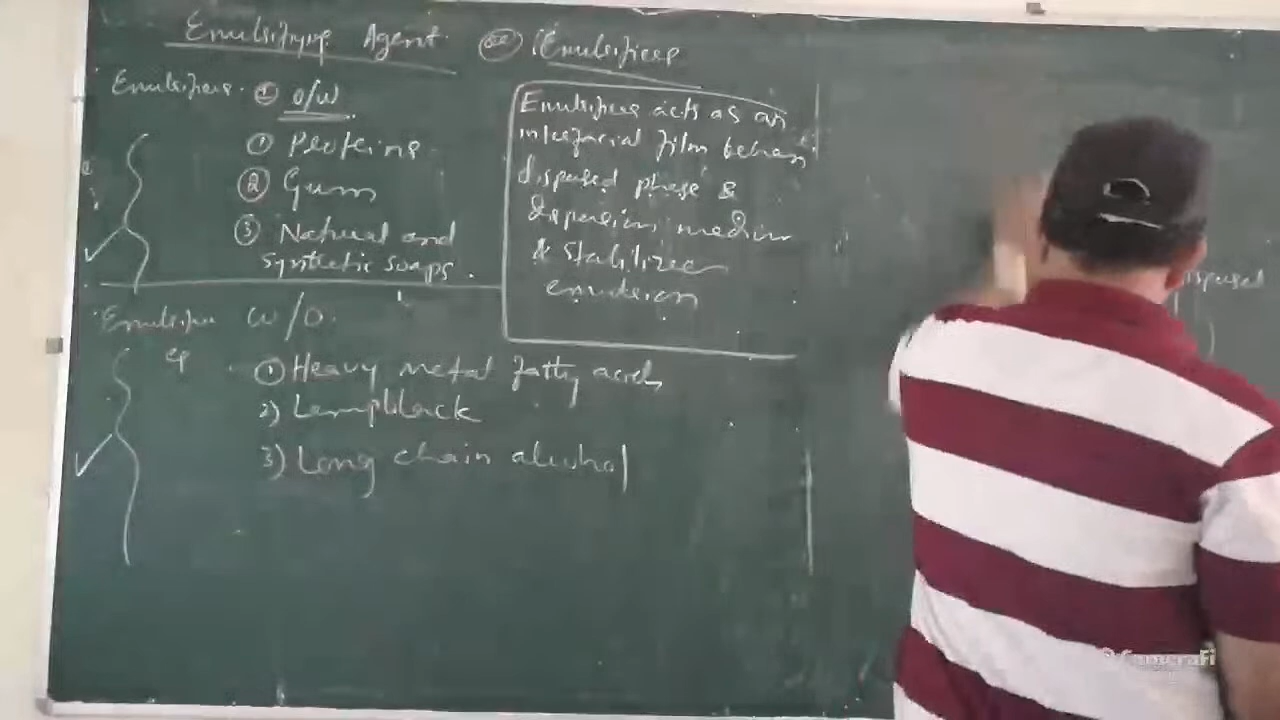 Emulsifying Agent or Emulsifiers
Emulsifiers. O/W
① Proteins
② Gum
③ Natural and
synthetic soaps.
Emulsifiers acts as an
interfacial film between
dispersed phase &
dispersion medium
& stabilizes
emulsion
Emulsifier W/O
① Heavy metal fatty acids
2) Lampblack
3) Long chain alcohol
dispersed
CameraFi